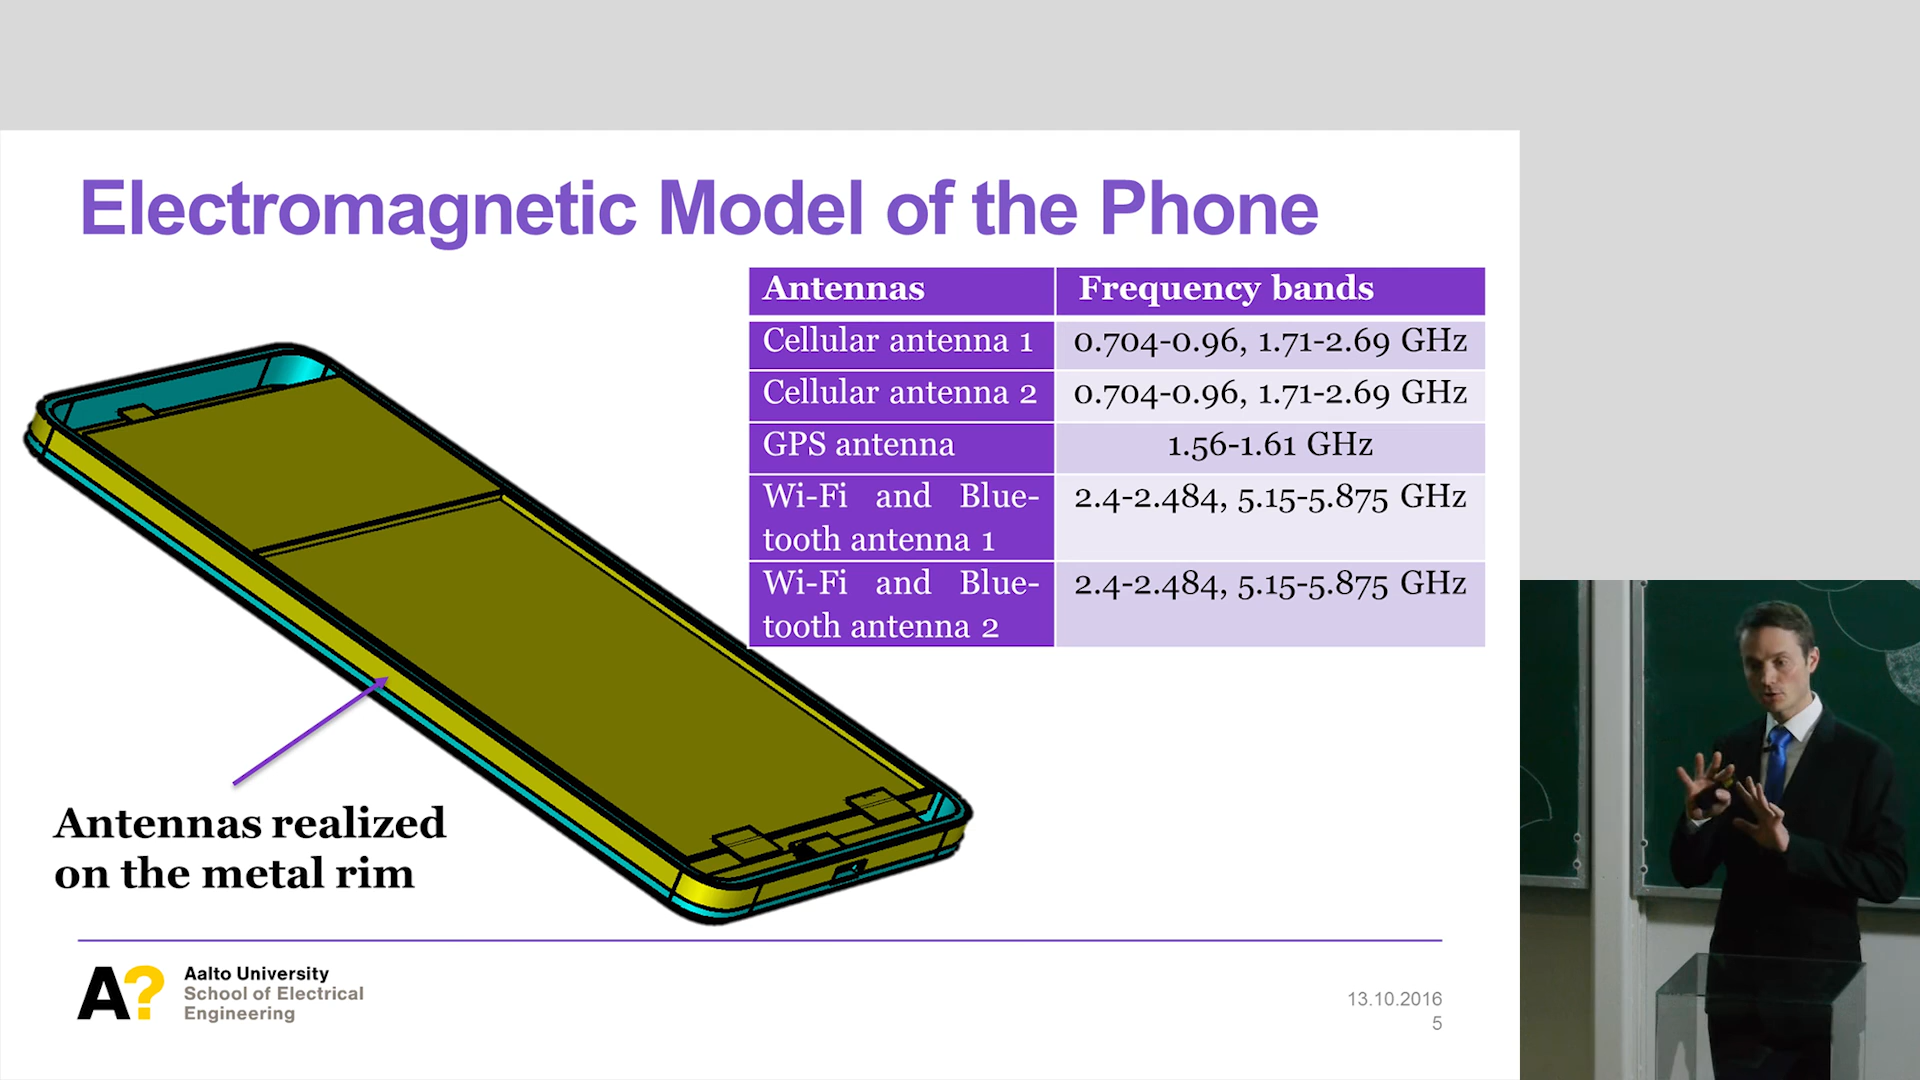 Electromagnetic Model of the Phone
Antennas Frequency bands
Cellular antenna 1 0.704-0.96, 1.71-2.69 GHz
Cellular antenna 2 0.704-0.96, 1.71-2.69 GHz
GPS antenna 1.56-1.61 GHz
Wi-Fi and Blue- 2.4-2.484, 5.15-5.875 GHz
tooth antenna 1
Wi-Fi and Blue- 2.4-2.484, 5.15-5.875 GHz
tooth antenna 2
Antennas realized
on the metal rim
A?
Aalto University
School of Electrical
Engineering
13.10.2016
5